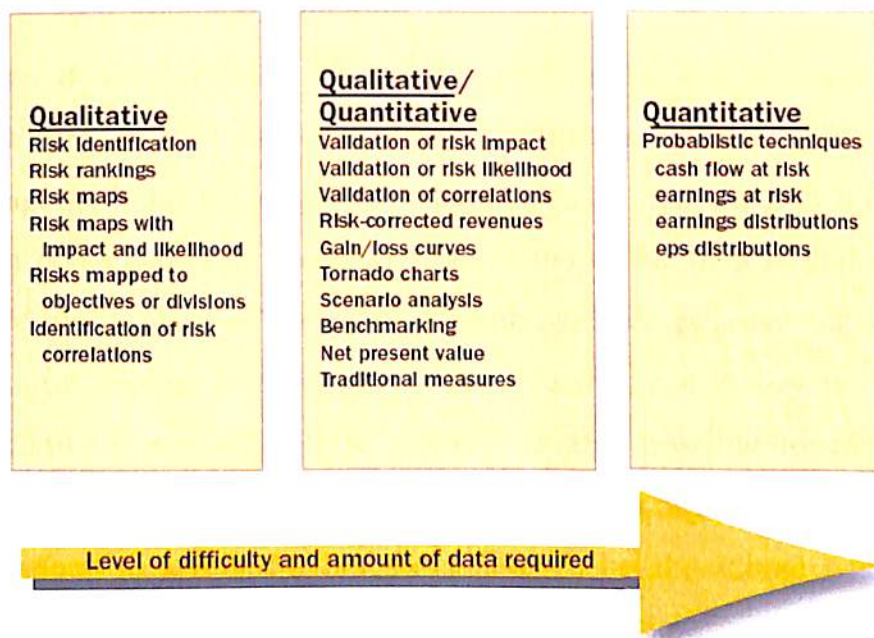 Qualitative
Risk identification
Risk rankings
Risk maps
Risk maps with
impact and likelihood
Risks mapped to
objectives or divisions
Identification of risk
correlations
Qualitative/
Quantitative
Validation of risk impact
Validation or risk likelihood
Validation of correlations
Risk-corrected revenues
Gain/loss curves
Tornado charts
Scenario analysis
Benchmarking
Net present value
Traditional measures
Quantitative
Probablistic techniques
cash flow at risk
earnings at risk
earnings distributions
eps distributions
Level of difficulty and amount of data required